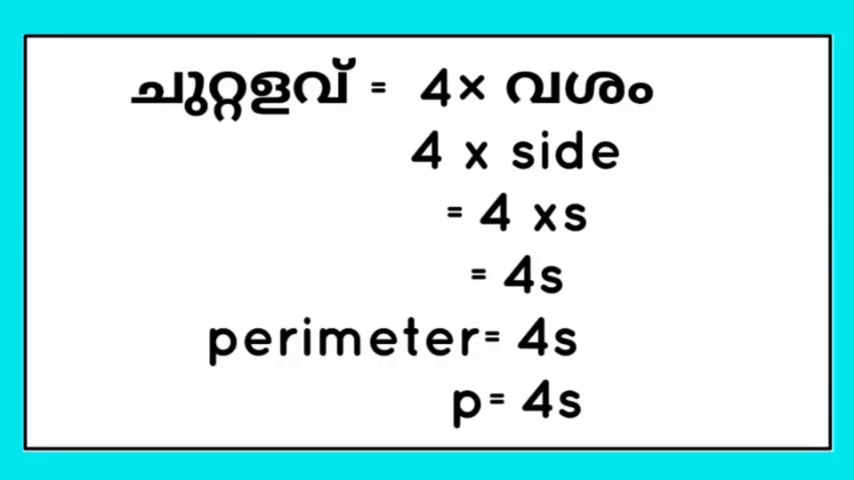 ചുറ്റളവ് = 4× വശം
4 x side
= 4 xs
= 4s
perimeter= 4s
p= 4s